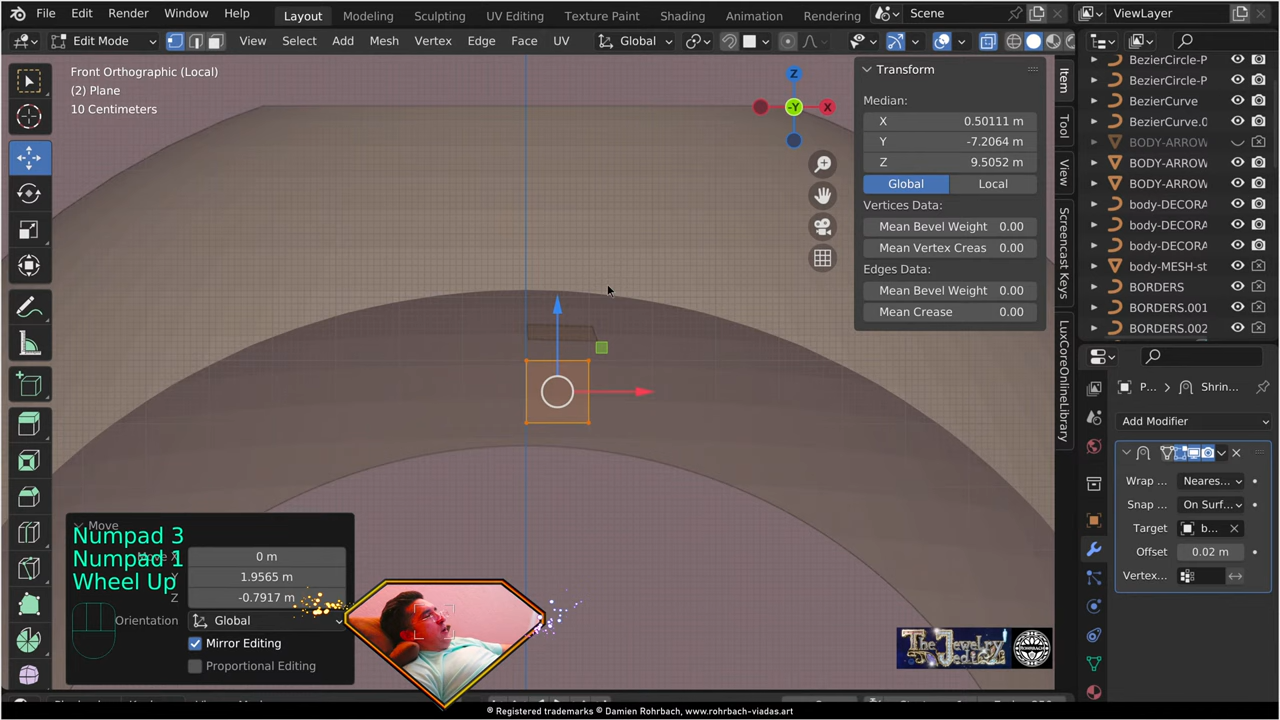 File Edit Render Window Help Layout Modeling Sculpting UV Editing Texture Paint Shading Animation Rendering Scene ViewLayer
Edit Mode View Select Add Mesh Vertex Edge Face UV Global
Front Orthographic (Local)
(2) Plane
10 Centimeters
Z
X
-Y
Transform
Median:
X 0.50111 m
Y -7.2064 m
Z 9.5052 m
Global Local
Vertices Data:
Mean Bevel Weight 0.00
Mean Vertex Creas 0.00
Edges Data:
Mean Bevel Weight 0.00
Mean Crease 0.00
Item
Tool
View
Screencast Keys
LuxCoreOnlineLibrary
BezierCircle-P
BezierCircle-P
BezierCurve
BezierCurve.0
BODY-ARROW
BODY-ARROW
BODY-ARROW
body-DECORA
body-DECORA
body-DECORA
body-MESH-st
BORDERS
BORDERS.001
BORDERS.002
P... Shrin...
Add Modifier
Wrap ... Neares...
Snap ... On Surf...
Target b...
Offset 0.02 m
Vertex...
Move
Numpad 3
Numpad 1
Wheel Up
0 m
Y 1.9565 m
Z -0.7917 m
Orientation Global
Mirror Editing
Proportional Editing
The Jewelry
® Registered trademarks © Damien Rohrbach, www.rohrbach-viadas.art